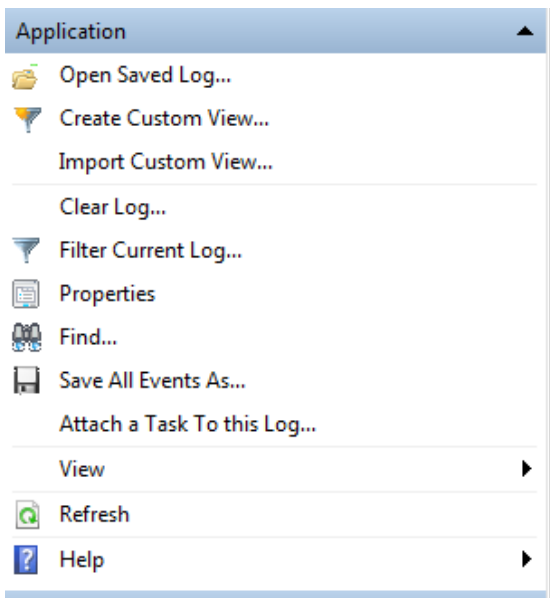 Application
Open Saved Log...
Create Custom View...
Import Custom View...
Clear Log...
Filter Current Log...
Properties
Find...
Save All Events As...
Attach a Task To this Log...
View
Refresh
Help